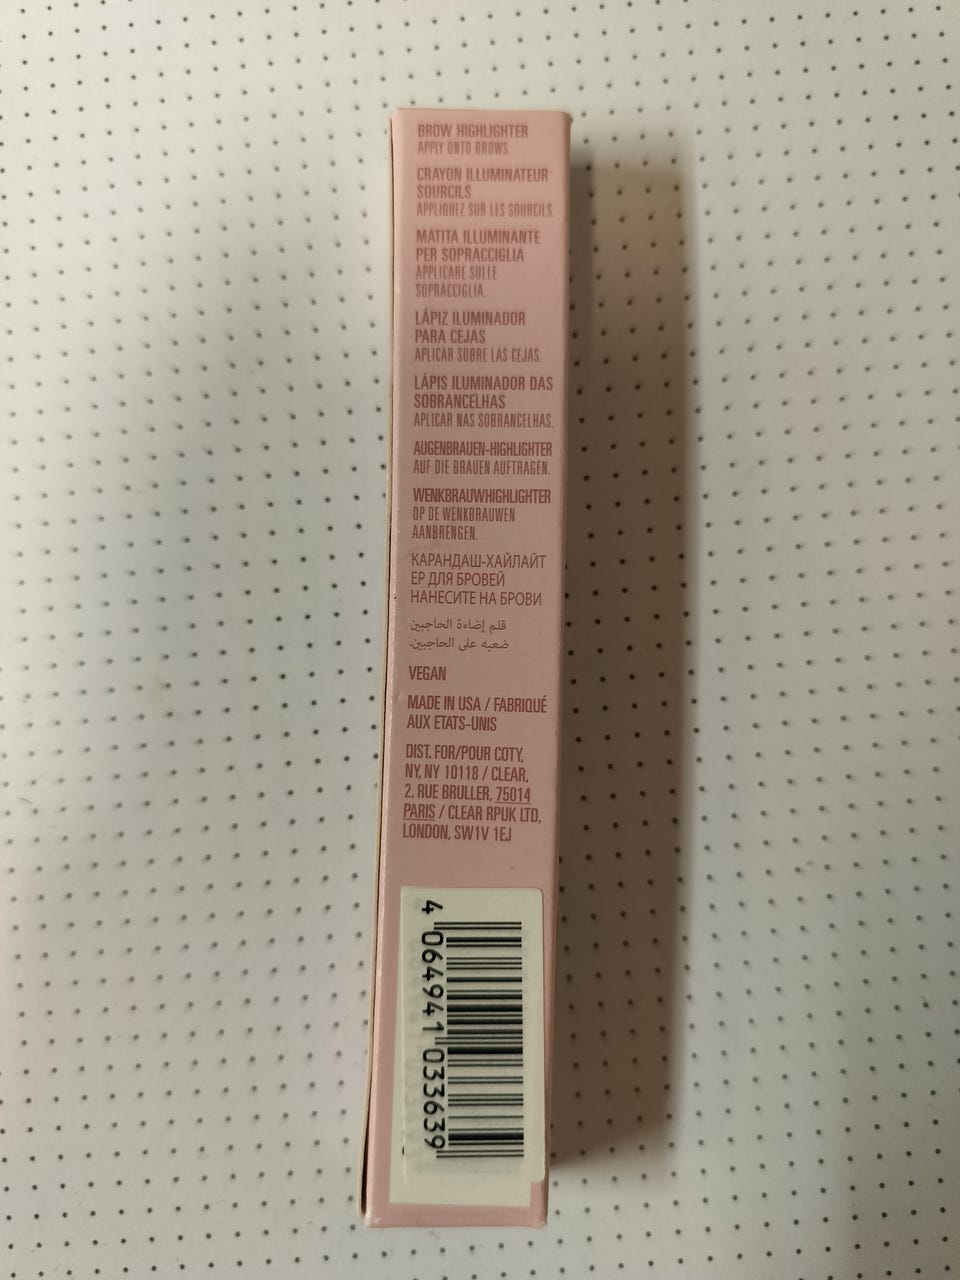 BROW HIGHLIGHTER
APPLY ONTO BROWS.
CRAYON ILLUMINATEUR
SOURCILS
APPLIQUEZ SUR LES SOURCILS.
MATITA ILLUMINANTE
PER SOPRACCIGLIA
APPLICARE SULLE
SOPRACCIGLIA.
LÁPIZ ILUMINADOR
PARA CEJAS
APLICAR SOBRE LAS CEJAS.
LÁPIS ILUMINADOR DAS
SOBRANCELHAS
APLICAR NAS SOBRANCELHAS.
AUGENBRAUEN-HIGHLIGHTER
AUF DIE BRAUEN AUFTRAGEN.
WENKBRAUWHIGHLIGHTER
OP DE WENKBRAUWEN
AANBRENGEN.
КАРАНДАШ-ХАЙЛАЙТ
ЕР ДЛЯ БРОВЕЙ
НАНЕСИТЕ НА БРОВИ
قلم إضاءة الحاجبين
ضعيه على الحاجبين.
VEGAN
MADE IN USA / FABRIQUÉ
AUX ETATS-UNIS
DIST. FOR/POUR COTY,
NY, NY 10118 / CLEAR,
2, RUE BRULLER, 75014
PARIS / CLEAR RPUK LTD,
LONDON, SW1V 1EJ
4 064941 033639